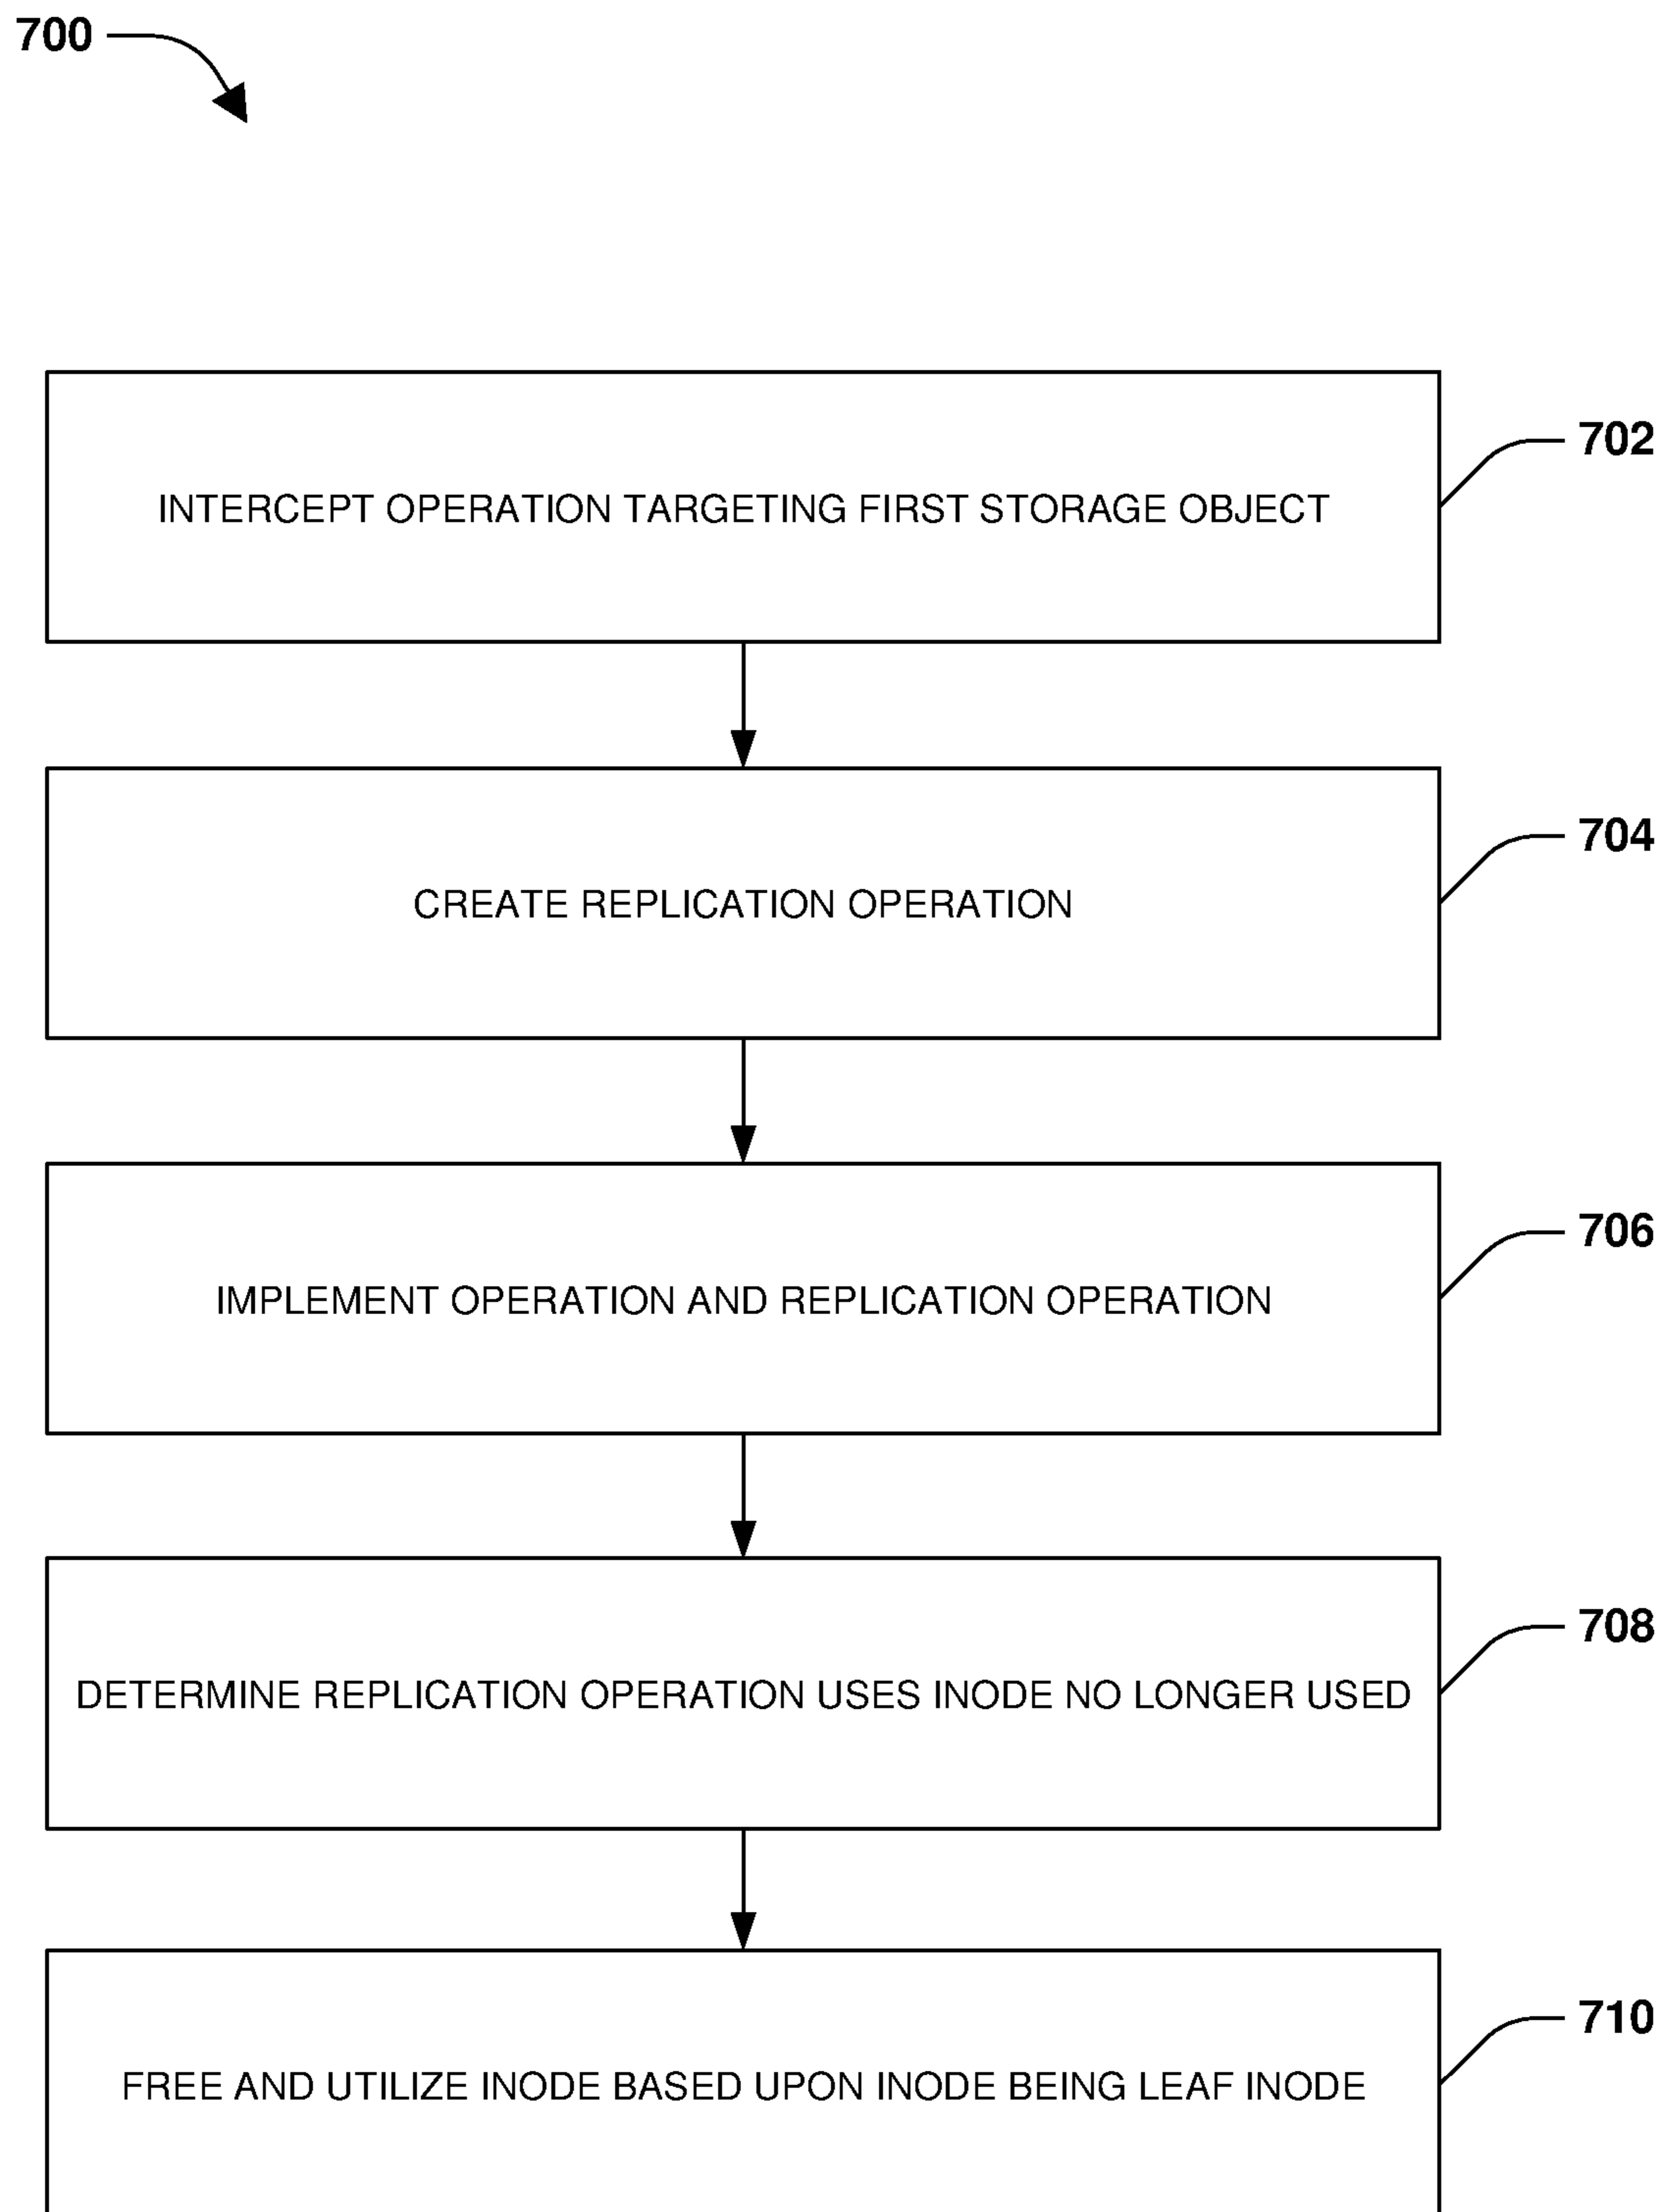 700
INTERCEPT OPERATION TARGETING FIRST STORAGE OBJECT
702
CREATE REPLICATION OPERATION
704
IMPLEMENT OPERATION AND REPLICATION OPERATION
706
DETERMINE REPLICATION OPERATION USES INODE NO LONGER USED
708
FREE AND UTILIZE INODE BASED UPON INODE BEING LEAF INODE
710